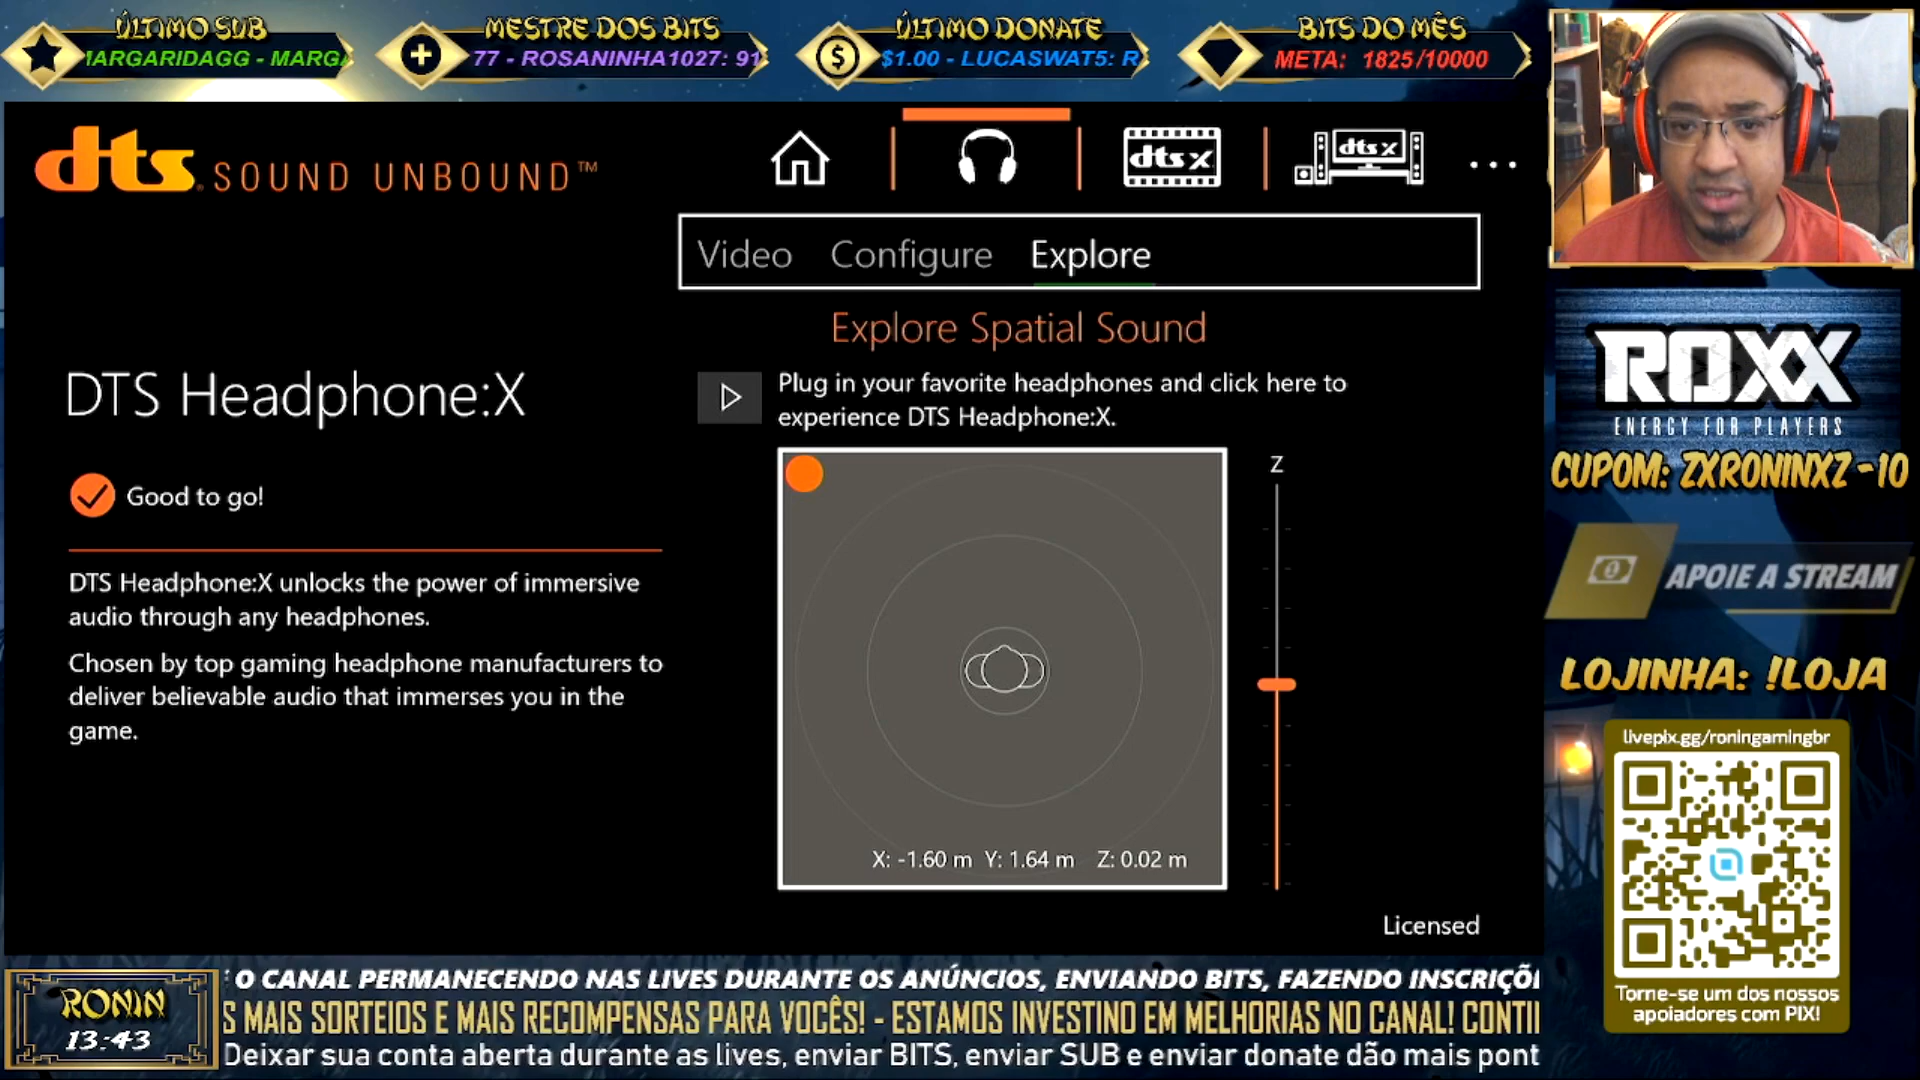 ÚLTIMO SUB
MARGARIDAGG - MARGA
MESTRE DOS BITS
77 - ROSANINHA1027: 91
ÚLTIMO DONATE
$1.00 - LUCASWAT5: R
BITS DO MÊS
META: 1825/10000
dts SOUND UNBOUND™
dts x
dts x
...
Video Configure Explore
Explore Spatial Sound
Plug in your favorite headphones and click here to
experience DTS Headphone:X.
DTS Headphone:X
Good to go!
DTS Headphone:X unlocks the power of immersive
audio through any headphones.
Chosen by top gaming headphone manufacturers to
deliver believable audio that immerses you in the
game.
Z
X: -1.60 m Y: 1.64 m Z: 0.02 m
Licensed
ROXX
ENERGY FOR PLAYERS
CUPOM: ZXRONINXZ -10
APOIE A STREAM
LOJINHA: !LOJA
livepix.gg/roningamingbr
Torne-se um dos nossos
apoiadores com PIX!
RONIN
13:43
O CANAL PERMANECENDO NAS LIVES DURANTE OS ANÚNCIOS, ENVIANDO BITS, FAZENDO INSCRIÇÕ
S MAIS SORTEIOS E MAIS RECOMPENSAS PARA VOCÊS! - ESTAMOS INVESTINO EM MELHORIAS NO CANAL! CONTI
Deixar sua conta aberta durante as lives, enviar BITS, enviar SUB e enviar donate dão mais pont